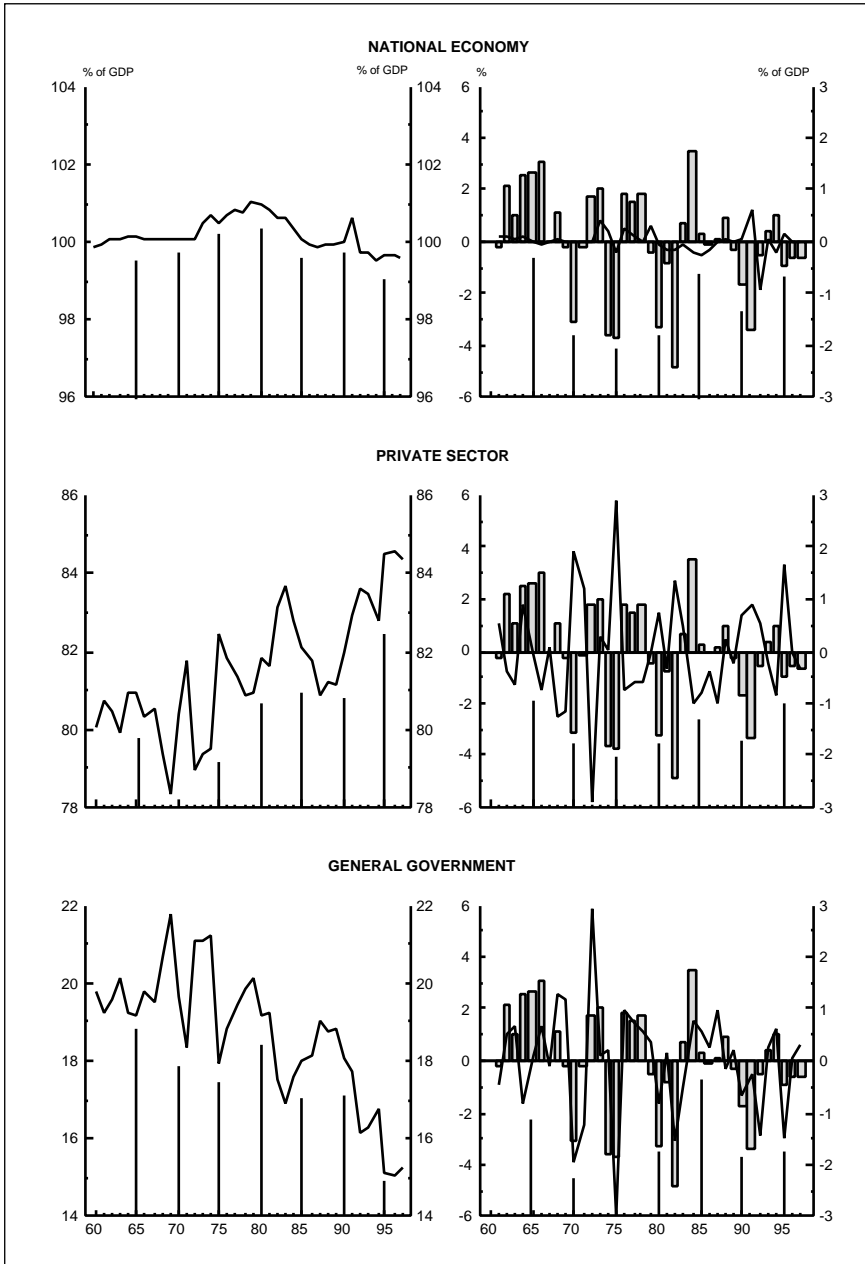 NATIONAL ECONOMY
% of GDP % of GDP % % of GDP
104 104 6 3
102 102 4 2
2 1
100 100 0 0
-2 -1
98 98 -4 -2
96 96 -6 -3
PRIVATE SECTOR
86 86 6 3
84 84 4 2
2 1
82 82 0 0
-2 -1
80 80 -4 -2
78 78 -6 -3
GENERAL GOVERNMENT
22 22 6 3
20 20 4 2
2 1
18 18 0 0
-2 -1
16 16 -4 -2
14 14 -6 -3
60 65 70 75 80 85 90 95 60 65 70 75 80 85 90 95